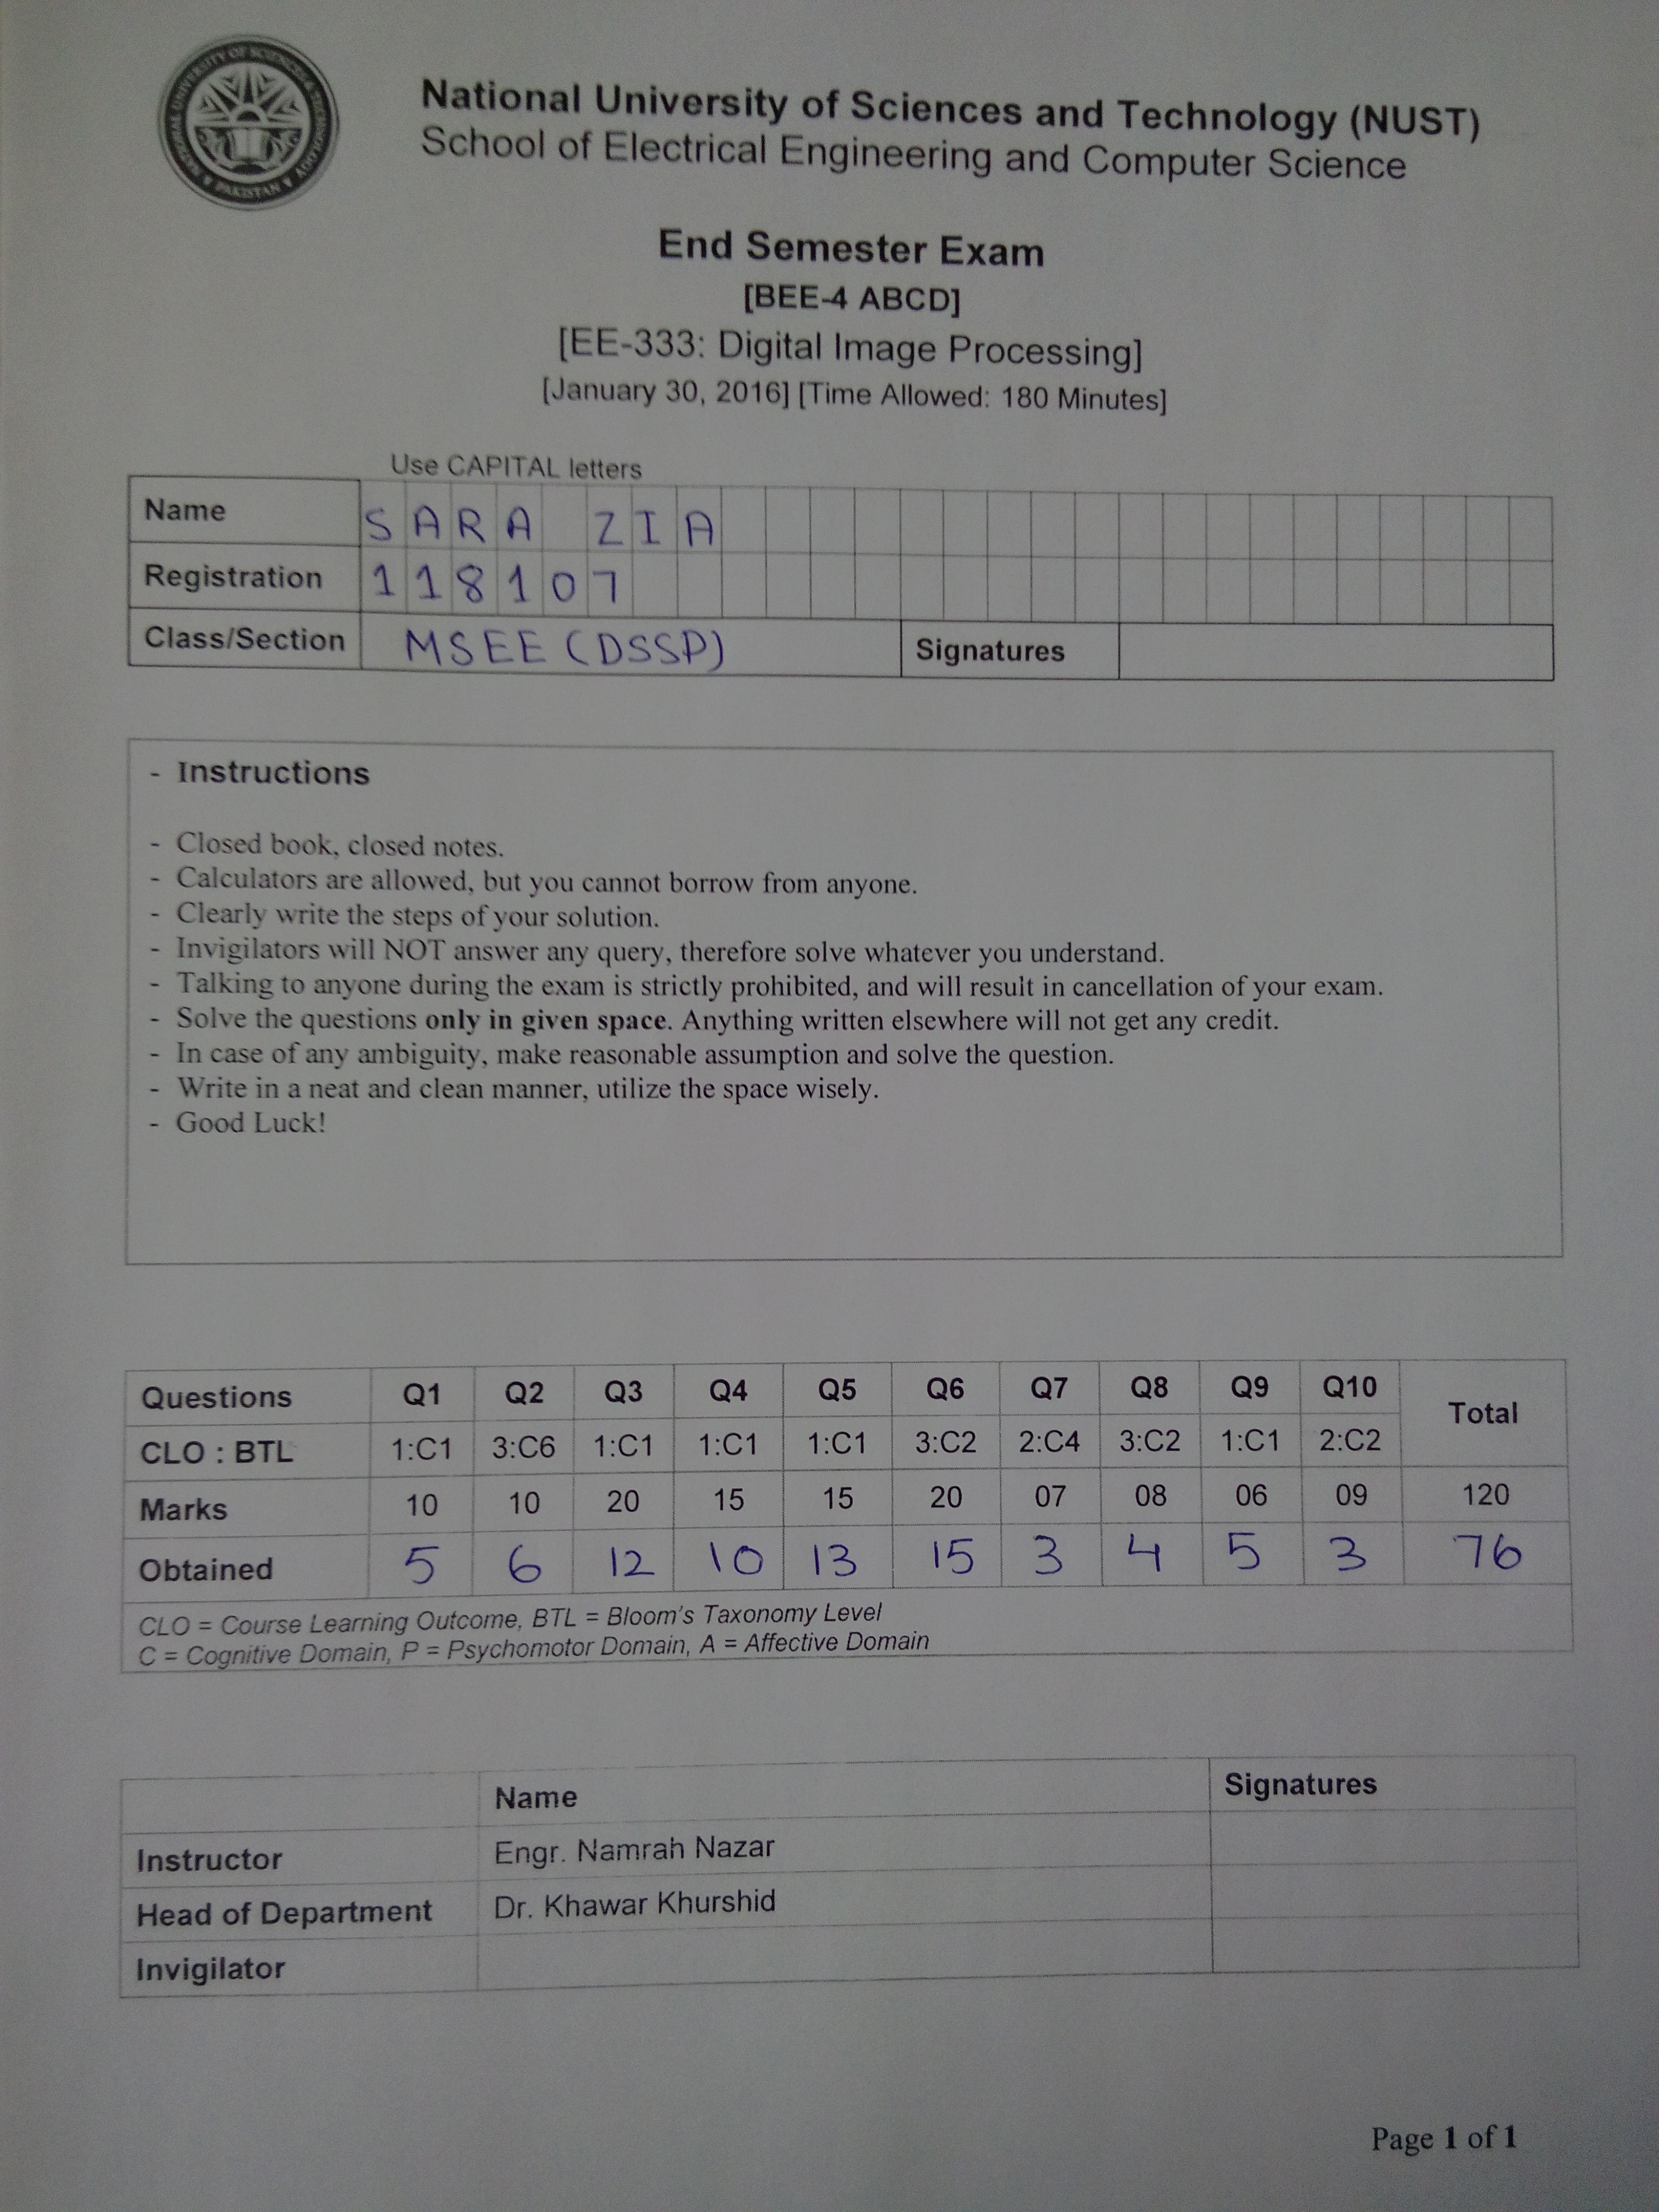 NATIONAL UNIVERSITY OF SCIENCES & TECHNOLOGY
PAKISTAN
National University of Sciences and Technology (NUST)
School of Electrical Engineering and Computer Science
End Semester Exam
[BEE-4 ABCD]
[EE-333: Digital Image Processing]
[January 30, 2016] [Time Allowed: 180 Minutes]
Use CAPITAL letters
Name SARA ZIA
Registration 118107
Class/Section MSEE (DSSP) Signatures
- Instructions
- Closed book, closed notes.
- Calculators are allowed, but you cannot borrow from anyone.
- Clearly write the steps of your solution.
- Invigilators will NOT answer any query, therefore solve whatever you understand.
- Talking to anyone during the exam is strictly prohibited, and will result in cancellation of your exam.
- Solve the questions only in given space. Anything written elsewhere will not get any credit.
- In case of any ambiguity, make reasonable assumption and solve the question.
- Write in a neat and clean manner, utilize the space wisely.
- Good Luck!
Questions Q1 Q2 Q3 Q4 Q5 Q6 Q7 Q8 Q9 Q10 Total
CLO : BTL 1:C1 3:C6 1:C1 1:C1 1:C1 3:C2 2:C4 3:C2 1:C1 2:C2
Marks 10 10 20 15 15 20 07 08 06 09 120
Obtained 5 6 12 10 13 15 3 4 5 3 76
CLO = Course Learning Outcome, BTL = Bloom's Taxonomy Level
C = Cognitive Domain, P = Psychomotor Domain, A = Affective Domain
Name Signatures
Instructor Engr. Namrah Nazar
Head of Department Dr. Khawar Khurshid
Invigilator
Page 1 of 1